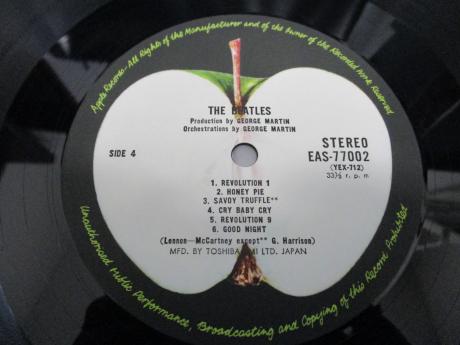 Apple Records · All Rights of the Manufacturer and of the Owner of the Recorded Work Reserved
THE BEATLES
Production by GEORGE MARTIN
Orchestrations by GEORGE MARTIN
SIDE 4
STEREO
EAS-77002
(YEX-712)
33⅓ r. p. m
1. REVOLUTION 1
2. HONEY PIE
3. SAVOY TRUFFLE**
4. CRY BABY CRY
5. REVOLUTION 9
6. GOOD NIGHT
(Lennon—McCartney except** G. Harrison)
MFD. BY TOSHIBA EMI LTD. JAPAN
Unauthorised Public Performance, Broadcasting and Copying of this Record Prohibited